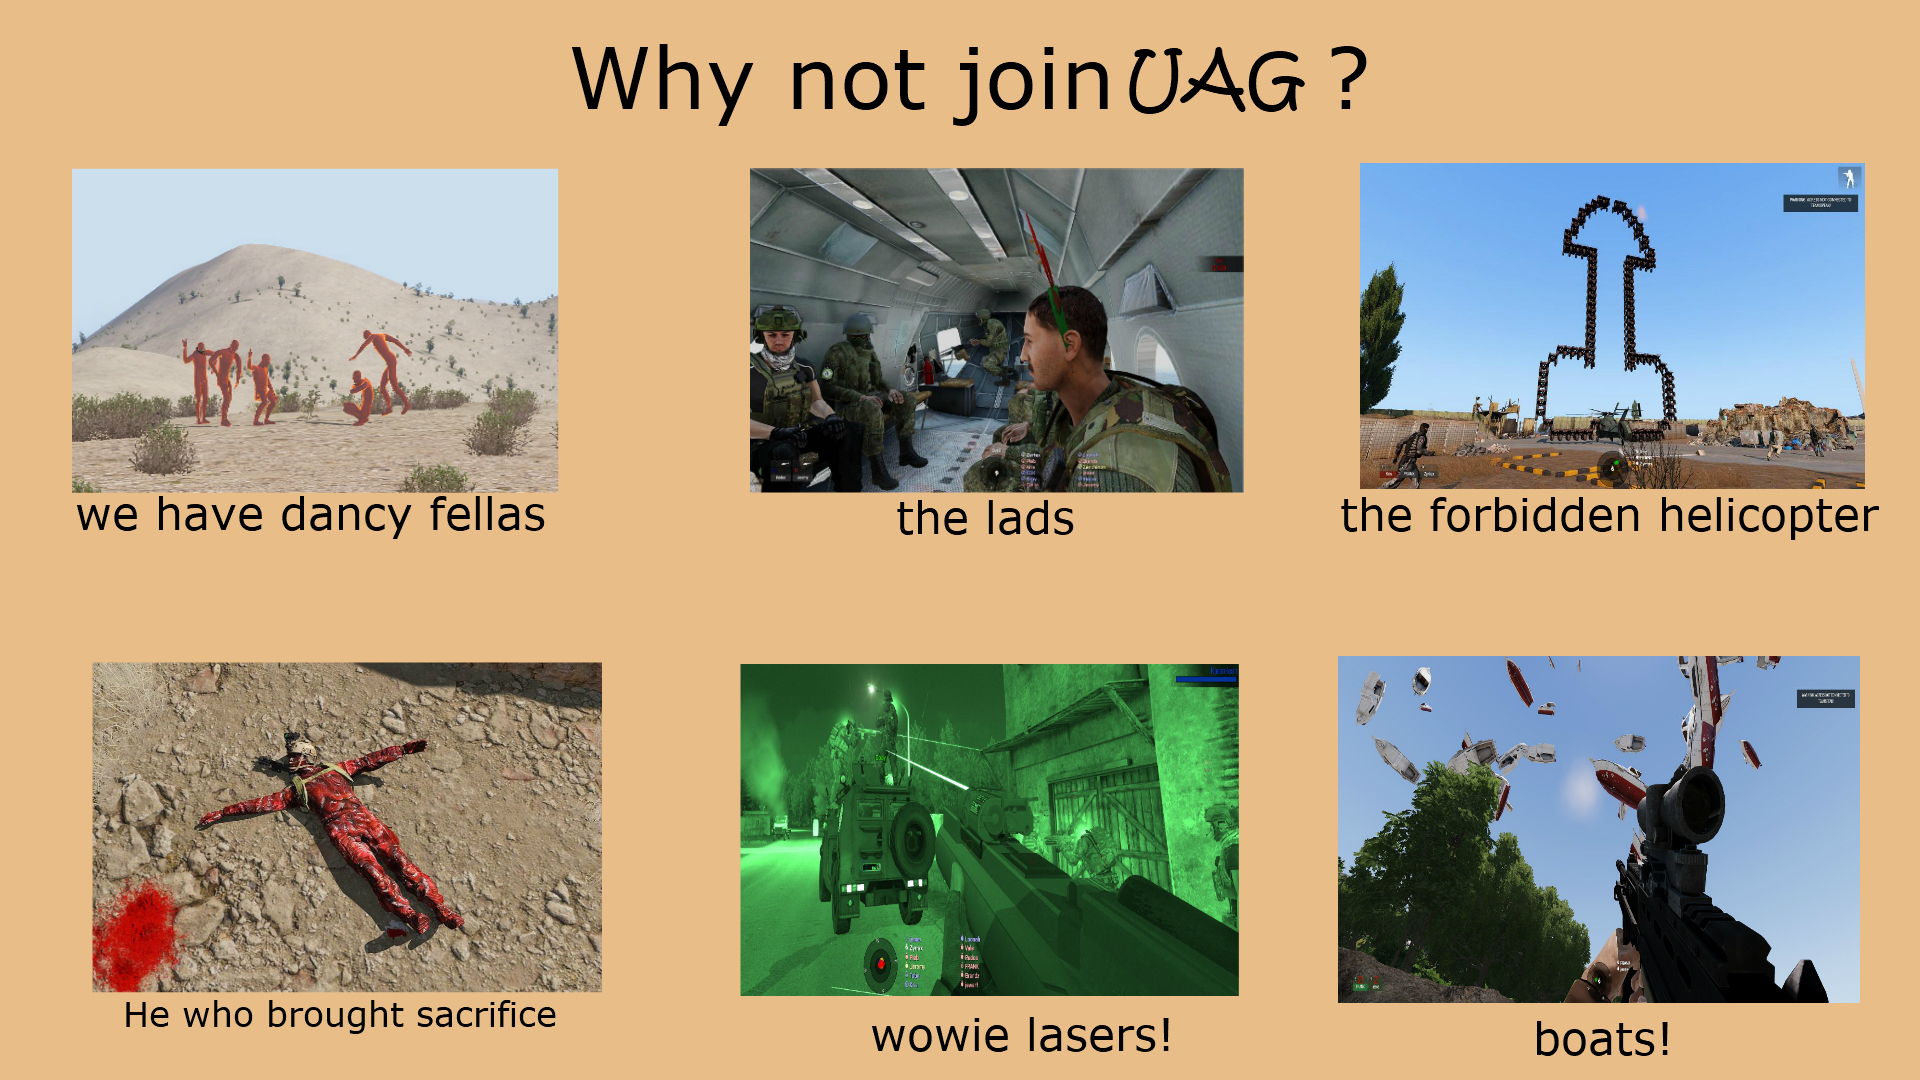 Why not join UAG ?
we have dancy fellas
the lads
the forbidden helicopter
He who brought sacrifice
wowie lasers!
boats!